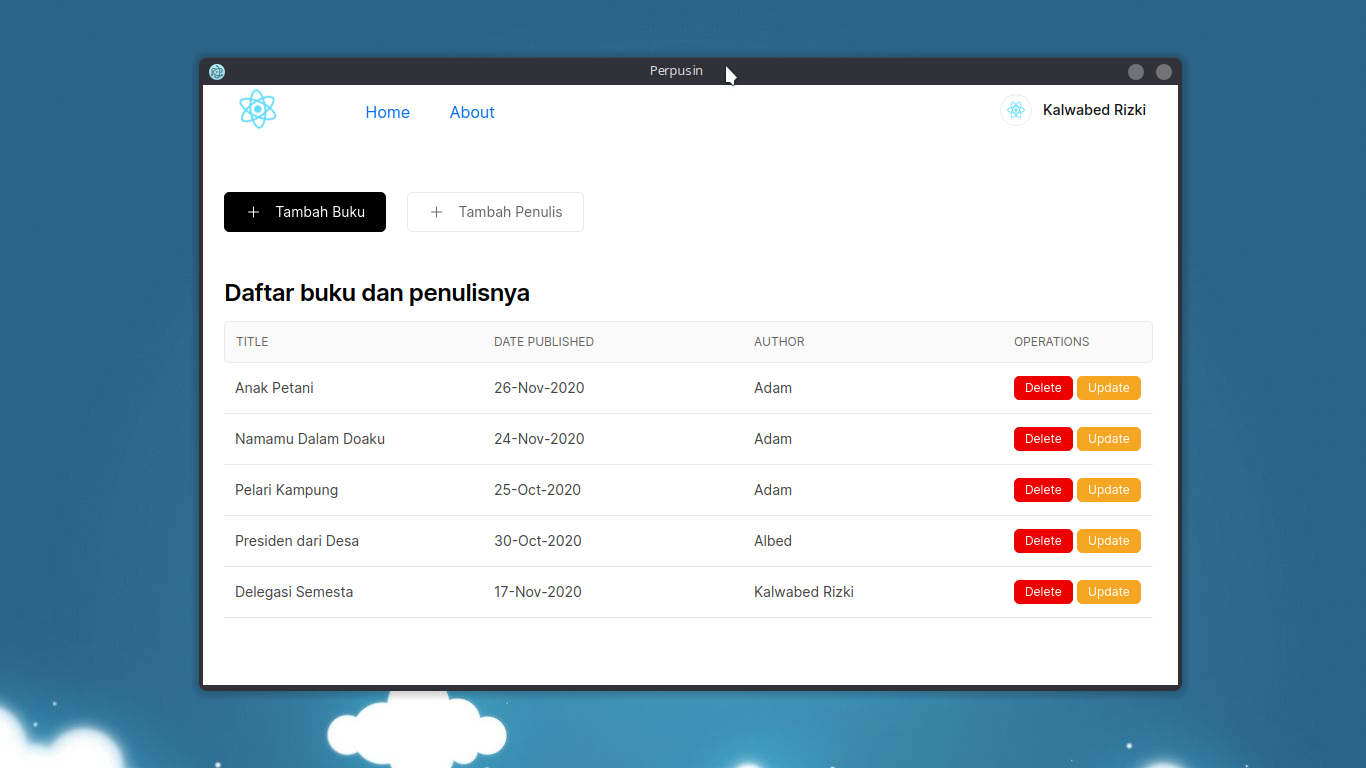 Perpusin
Home About Kalwabed Rizki
+ Tambah Buku + Tambah Penulis
Daftar buku dan penulisnya
TITLE DATE PUBLISHED AUTHOR OPERATIONS
Anak Petani 26-Nov-2020 Adam Delete Update
Namamu Dalam Doaku 24-Nov-2020 Adam Delete Update
Pelari Kampung 25-Oct-2020 Adam Delete Update
Presiden dari Desa 30-Oct-2020 Albed Delete Update
Delegasi Semesta 17-Nov-2020 Kalwabed Rizki Delete Update